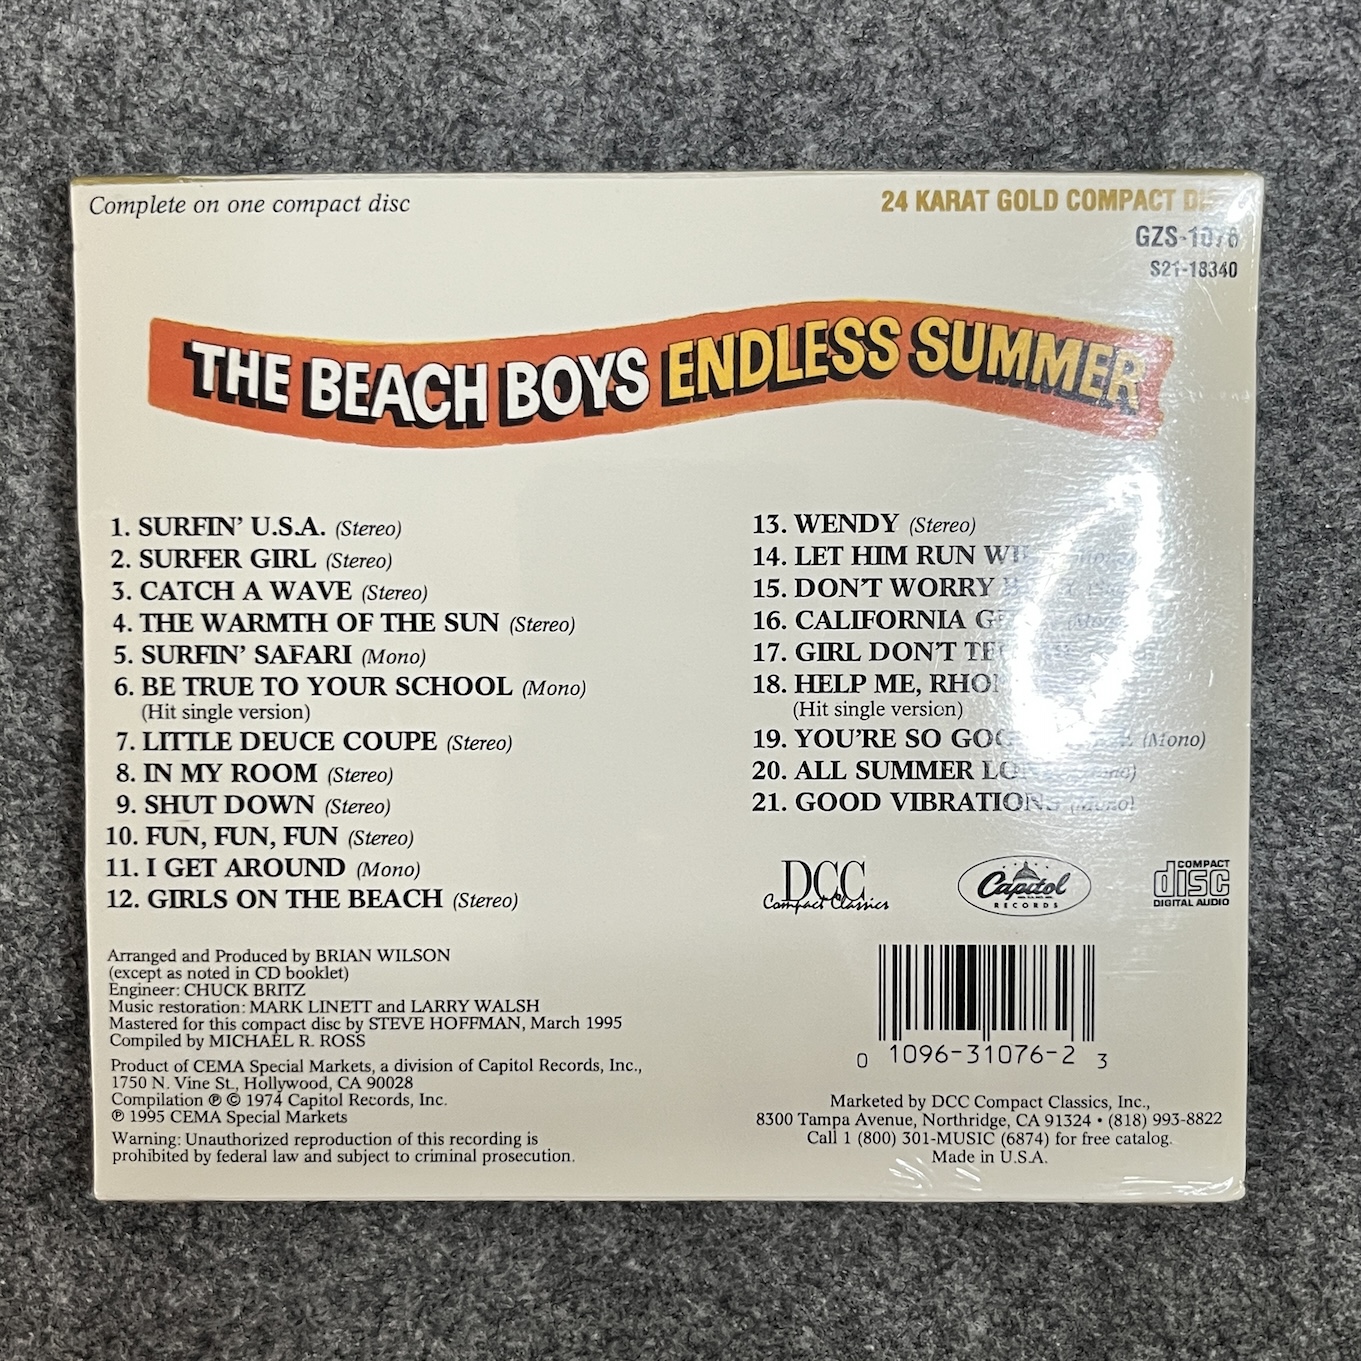 Complete on one compact disc
24 KARAT GOLD COMPACT
GZS-1076
S21-18340
THE BEACH BOYS ENDLESS SUMMER
1. SURFIN' U.S.A. (Stereo)
2. SURFER GIRL (Stereo)
3. CATCH A WAVE (Stereo)
4. THE WARMTH OF THE SUN (Stereo)
5. SURFIN' SAFARI (Mono)
6. BE TRUE TO YOUR SCHOOL (Mono)
(Hit single version)
7. LITTLE DEUCE COUPE (Stereo)
8. IN MY ROOM (Stereo)
9. SHUT DOWN (Stereo)
10. FUN, FUN, FUN (Stereo)
11. I GET AROUND (Mono)
12. GIRLS ON THE BEACH (Stereo)
13. WENDY (Stereo)
14. LET HIM RUN
15. DON'T WORRY
16. CALIFORNIA
17. GIRL DON'T
18. HELP ME,
(Hit single version)
19. YOU'RE SO (Mono)
20. ALL SUMMER
21. GOOD VIBRATIONS (Mono)
DCC
Compact Classics
Capitol
RECORDS
COMPACT
disc
DIGITAL AUDIO
Arranged and Produced by BRIAN WILSON
(except as noted in CD booklet)
Engineer: CHUCK BRITZ
Music restoration: MARK LINETT and LARRY WALSH
Mastered for this compact disc by STEVE HOFFMAN, March 1995
Compiled by MICHAEL R. ROSS
Product of CEMA Special Markets, a division of Capitol Records, Inc.,
1750 N. Vine St., Hollywood, CA 90028
Compilation ℗ © 1974 Capitol Records, Inc.
℗ 1995 CEMA Special Markets
Warning: Unauthorized reproduction of this recording is
prohibited by federal law and subject to criminal prosecution.
0 1096-31076-2 3
Marketed by DCC Compact Classics, Inc.,
8300 Tampa Avenue, Northridge, CA 91324 • (818) 993-8822
Call 1 (800) 301-MUSIC (6874) for free catalog.
Made in U.S.A.